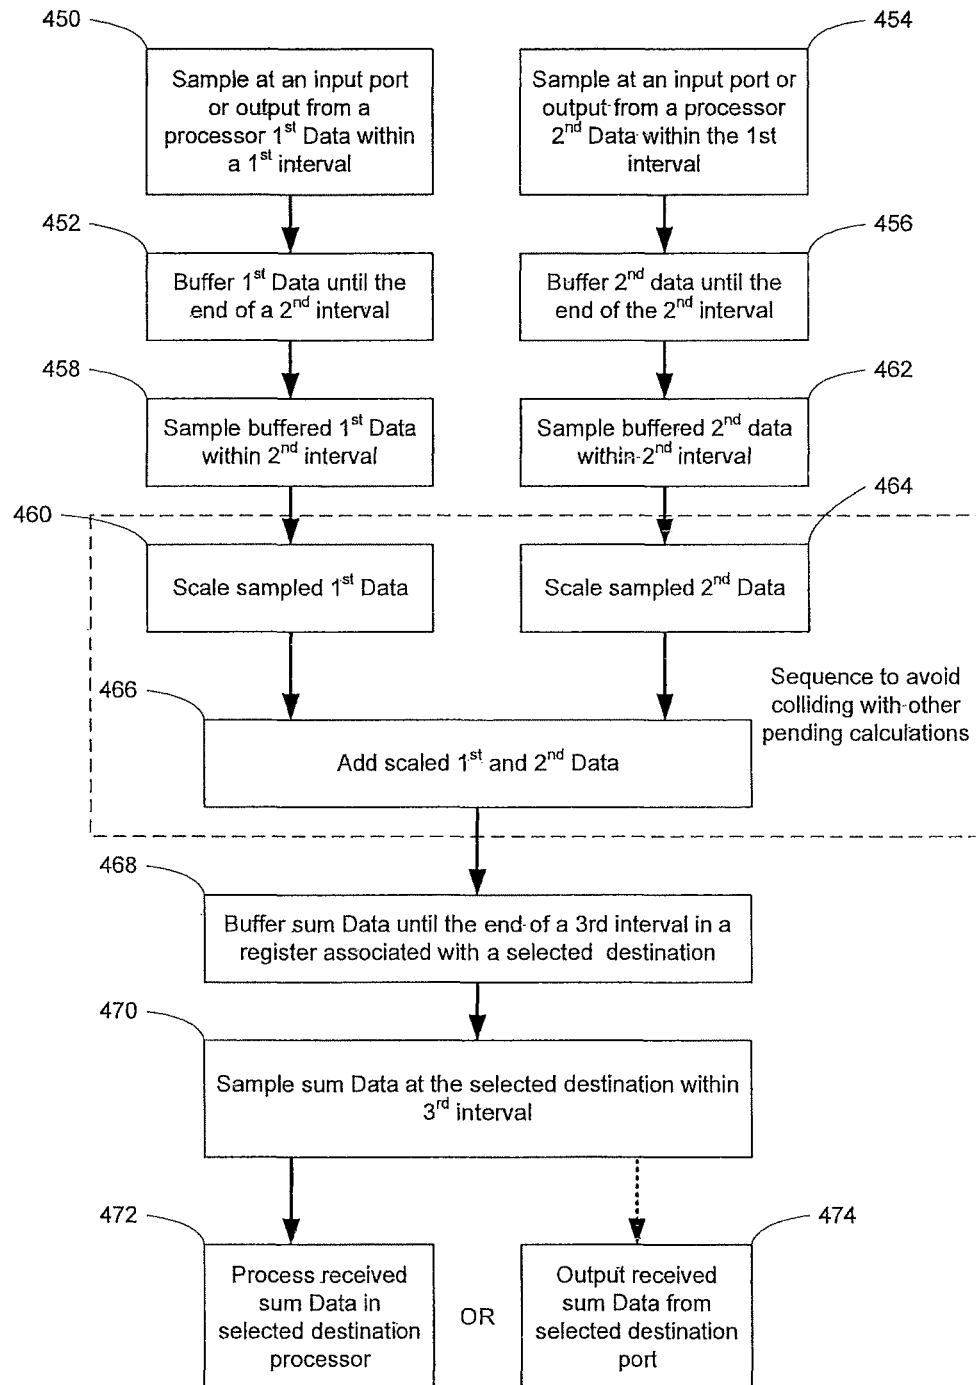 450
454
Sample at an input port
or output from a
processor 1st Data within
a 1st interval
Sample at an input port or
output from a processor
2nd Data within the 1st
interval
452
456
Buffer 1st Data until the
end of a 2nd interval
Buffer 2nd data until the
end of the 2nd interval
458
462
Sample buffered 1st Data
within 2nd interval
Sample buffered 2nd data
within 2nd interval
460
464
Scale sampled 1st Data
Scale sampled 2nd Data
Sequence to avoid
colliding with other
pending calculations
466
Add scaled 1st and 2nd Data
468
Buffer sum Data until the end of a 3rd interval in a
register associated with a selected destination
470
Sample sum Data at the selected destination within
3rd interval
472
474
Process received
sum Data in
selected destination
processor
OR
Output received
sum Data from
selected destination
port